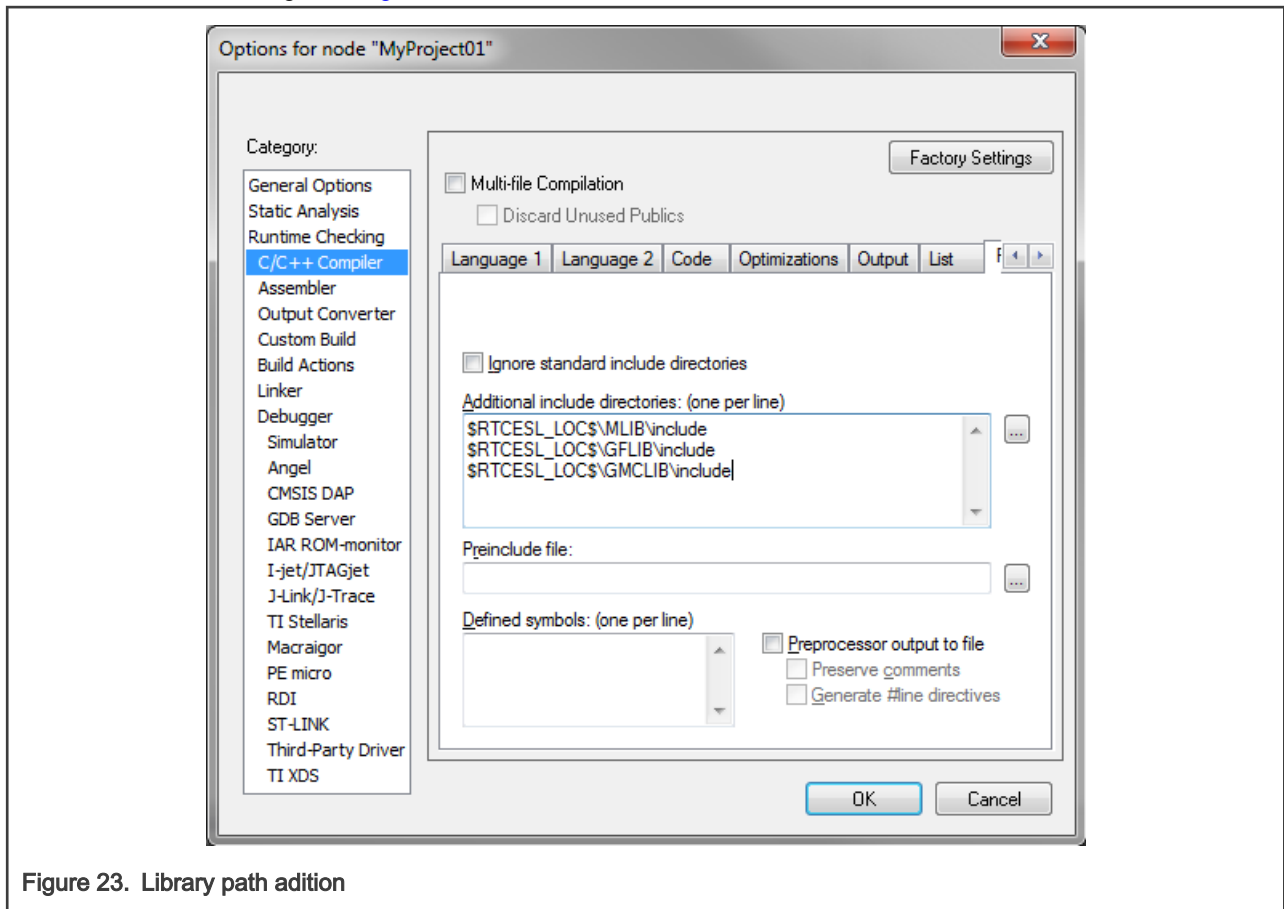 Options for node "MyProject01"
Category:
General Options
Static Analysis
Runtime Checking
C/C++ Compiler
Assembler
Output Converter
Custom Build
Build Actions
Linker
Debugger
Simulator
Angel
CMSIS DAP
GDB Server
IAR ROM-monitor
I-jet/JTAGjet
J-Link/J-Trace
TI Stellaris
Macraigor
PE micro
RDI
ST-LINK
Third-Party Driver
TI XDS
Factory Settings
Multi-file Compilation
Discard Unused Publics
Language 1 Language 2 Code Optimizations Output List
Ignore standard include directories
Additional include directories: (one per line)
$RTCESL_LOC$\MLIB\include
$RTCESL_LOC$\GFLIB\include
$RTCESL_LOC$\GMCLIB\include
...
Preinclude file:
...
Defined symbols: (one per line)
Preprocessor output to file
Preserve comments
Generate #line directives
OK Cancel
Figure 23. Library path adition